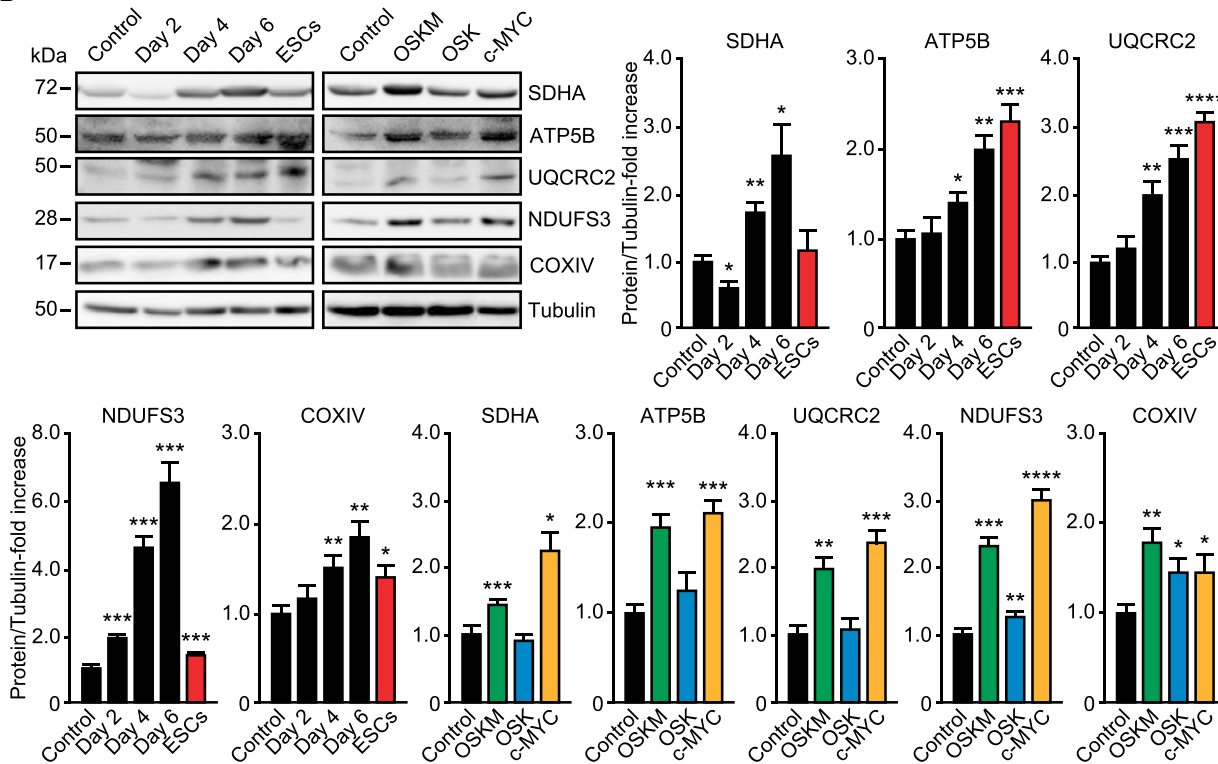 Control Day 2 Day 4 Day 6 ESCs Control OSKM OSK c-MYC
kDa
72 SDHA
50 ATP5B
50 UQCRC2
28 NDUFS3
17 COXIV
50 Tubulin
SDHA
Protein/Tubulin-fold increase
4.0
3.0
2.0
1.0
0
* ** *
Control Day 2 Day 4 Day 6 ESCs
ATP5B
3.0
2.0
1.0
0
* ** ***
Control Day 2 Day 4 Day 6 ESCs
UQCRC2
4.0
3.0
2.0
1.0
0
** *** ****
Control Day 2 Day 4 Day 6 ESCs
NDUFS3
Protein/Tubulin-fold increase
8.0
6.0
4.0
2.0
0
*** *** *** ***
Control Day 2 Day 4 Day 6 ESCs
COXIV
3.0
2.0
1.0
0
** ** *
Control Day 2 Day 4 Day 6 ESCs
SDHA
4.0
3.0
2.0
1.0
0
*** *
Control OSKM OSK c-MYC
ATP5B
3.0
2.0
1.0
0
*** ***
Control OSKM OSK c-MYC
UQCRC2
4.0
3.0
2.0
1.0
0
** ***
Control OSKM OSK c-MYC
NDUFS3
4.0
3.0
2.0
1.0
0
*** ** ****
Control OSKM OSK c-MYC
COXIV
3.0
2.0
1.0
0
** * *
Control OSKM OSK c-MYC